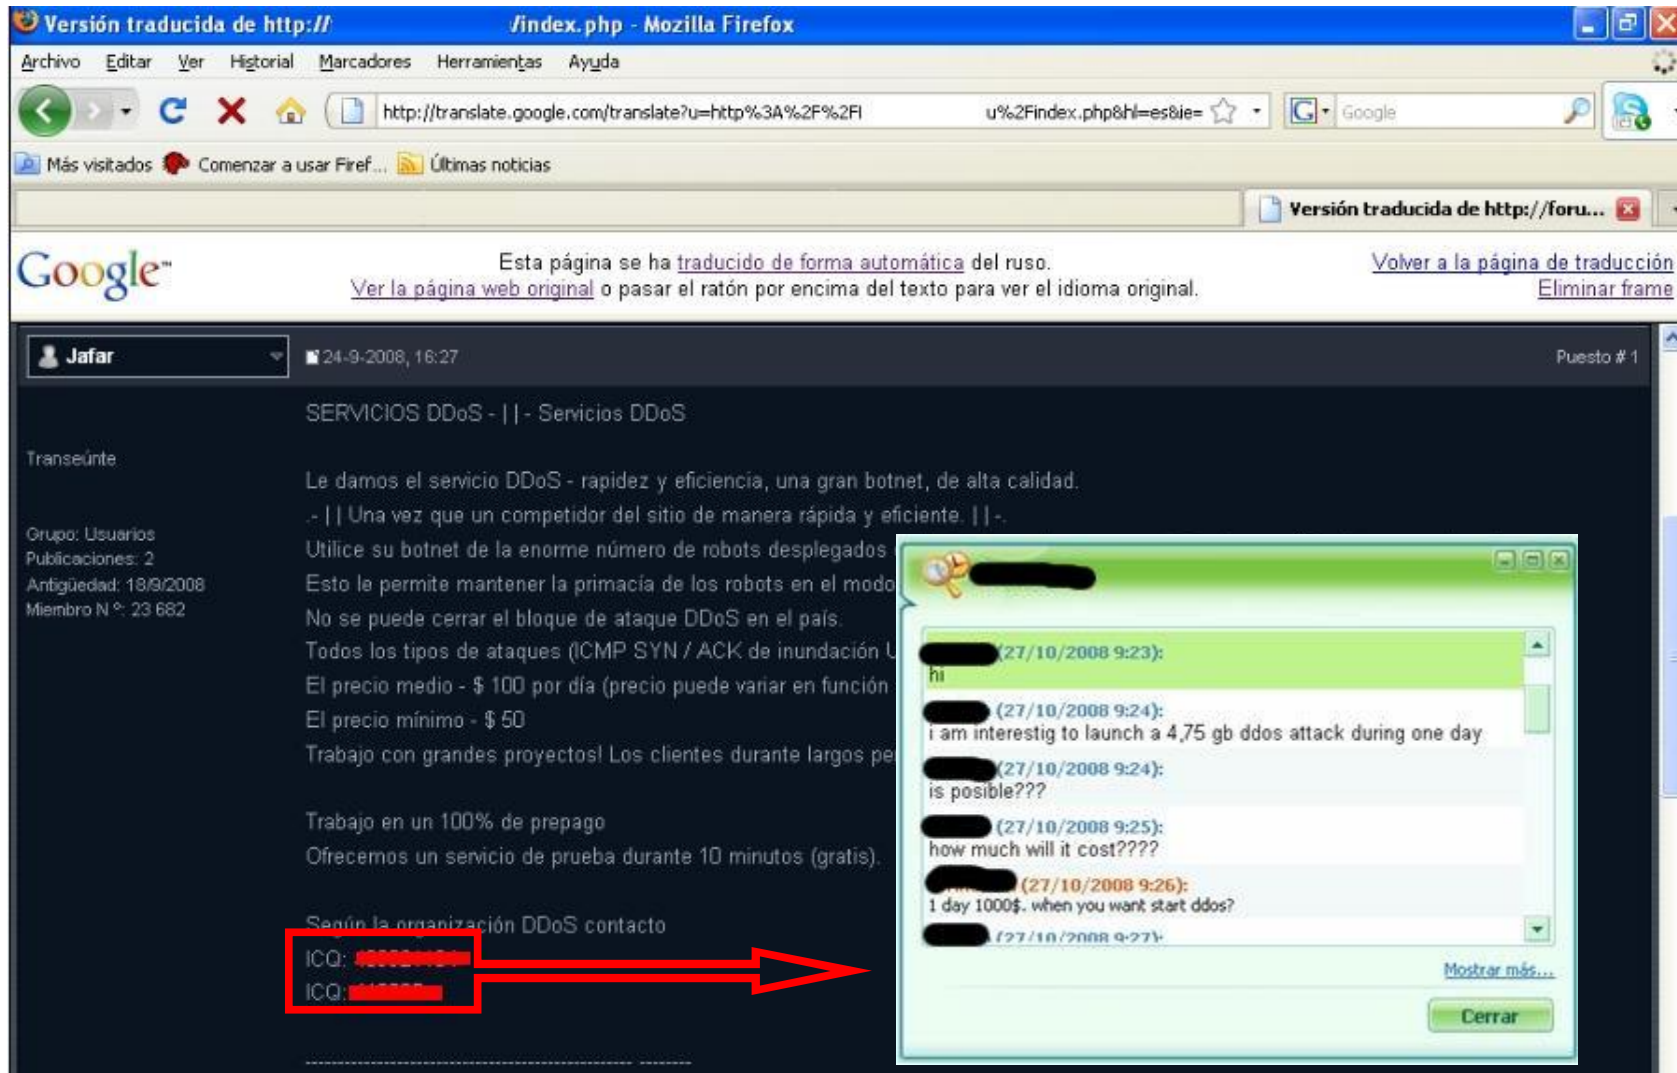 Versión traducida de http:// /index.php - Mozilla Firefox
Archivo Editar Ver Historial Marcadores Herramientas Ayuda
http://translate.google.com/translate?u=http%3A%2F%2Fl u%2Findex.php&hl=es&ie= Google
Más visitados Comenzar a usar Firef... Últimas noticias
Versión traducida de http://foru...
Google™
Esta página se ha traducido de forma automática del ruso.
Ver la página web original o pasar el ratón por encima del texto para ver el idioma original.
Volver a la página de traducción
Eliminar frame
Jafar 24-9-2008, 16:27 Puesto # 1
Transeúnte
Grupo: Usuarios
Publicaciones: 2
Antigüedad: 18/9/2008
Miembro N º: 23 682
SERVICIOS DDoS - | | - Servicios DDoS
Le damos el servicio DDoS - rapidez y eficiencia, una gran botnet, de alta calidad.
.- | | Una vez que un competidor del sitio de manera rápida y eficiente. | | -.
Utilice su botnet de la enorme número de robots desplegados
Esto le permite mantener la primacía de los robots en el modo
No se puede cerrar el bloque de ataque DDoS en el país.
Todos los tipos de ataques (ICMP SYN / ACK de inundación U
El precio medio - $ 100 por día (precio puede variar en función
El precio mínimo - $ 50
Trabajo con grandes proyectos! Los clientes durante largos pe
Trabajo en un 100% de prepago
Ofrecemos un servicio de prueba durante 10 minutos (gratis).
Según la organización DDoS contacto
ICQ:
ICQ:
(27/10/2008 9:23):
hi
(27/10/2008 9:24):
i am interestig to launch a 4,75 gb ddos attack during one day
(27/10/2008 9:24):
is posible???
(27/10/2008 9:25):
how much will it cost????
(27/10/2008 9:26):
1 day 1000$. when you want start ddos?
(27/10/2008 9:27):
Mostrar más...
Cerrar